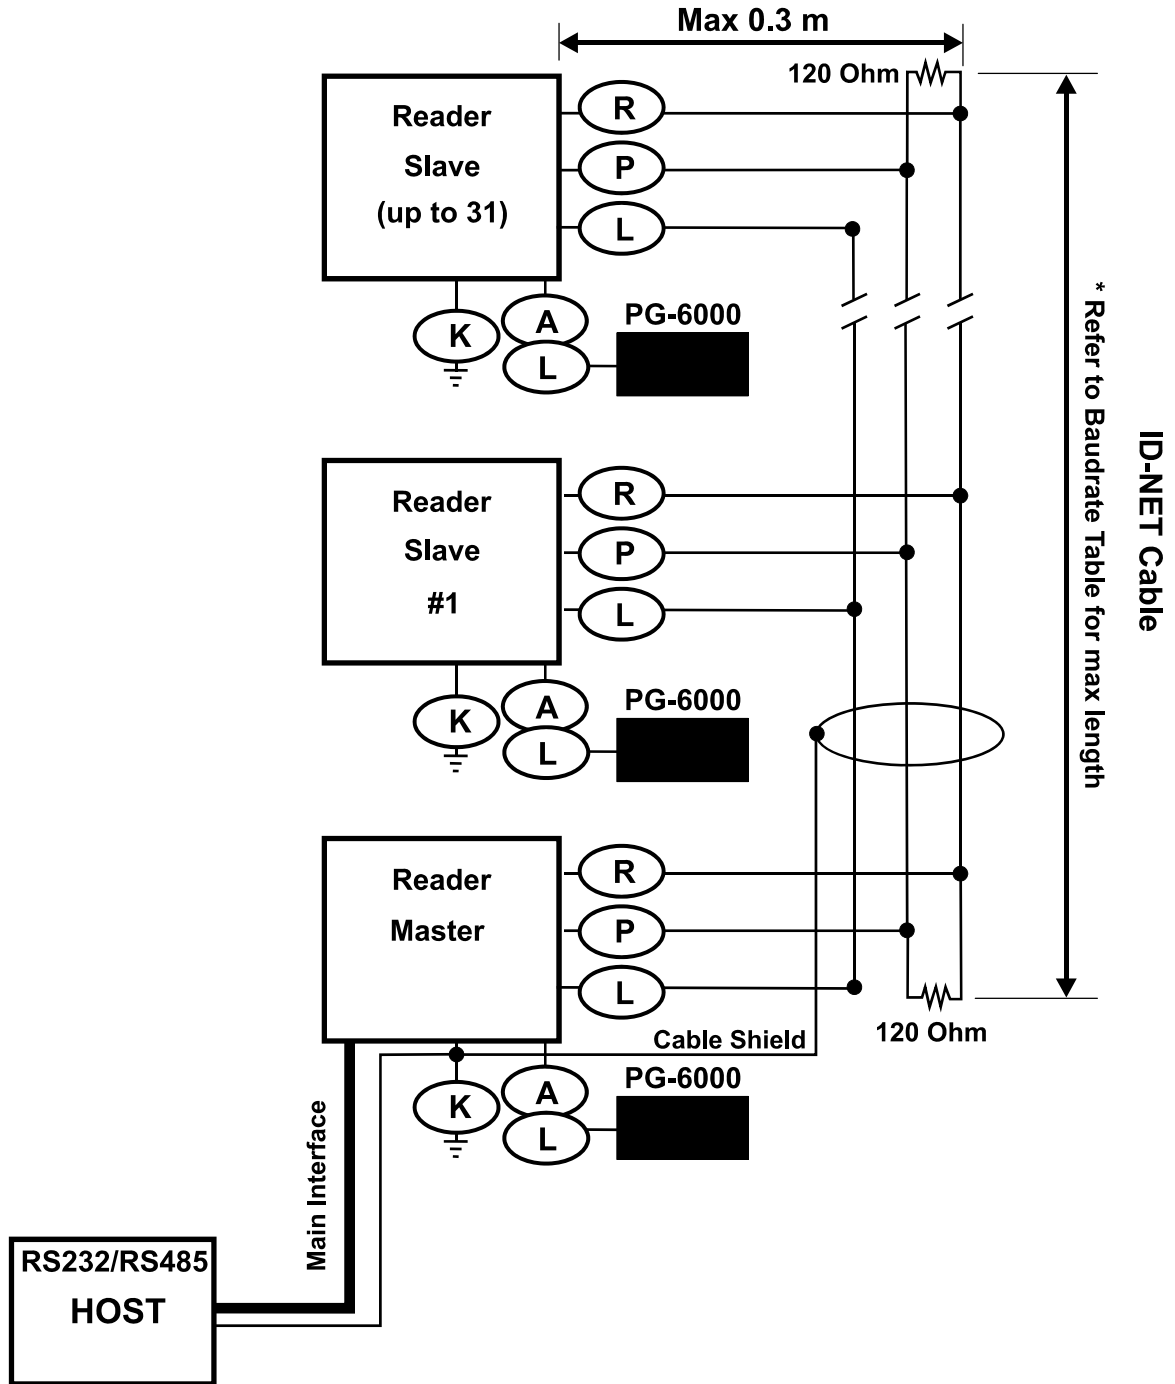 Max 0.3 m
120 Ohm
Reader
Slave
(up to 31)
R
P
L
K
A
L
PG-6000
Reader
Slave
#1
R
P
L
K
A
L
PG-6000
Reader
Master
R
P
L
K
A
L
PG-6000
120 Ohm
Cable Shield
Main Interface
RS232/RS485
HOST
* Refer to Baudrate Table for max length
ID-NET Cable